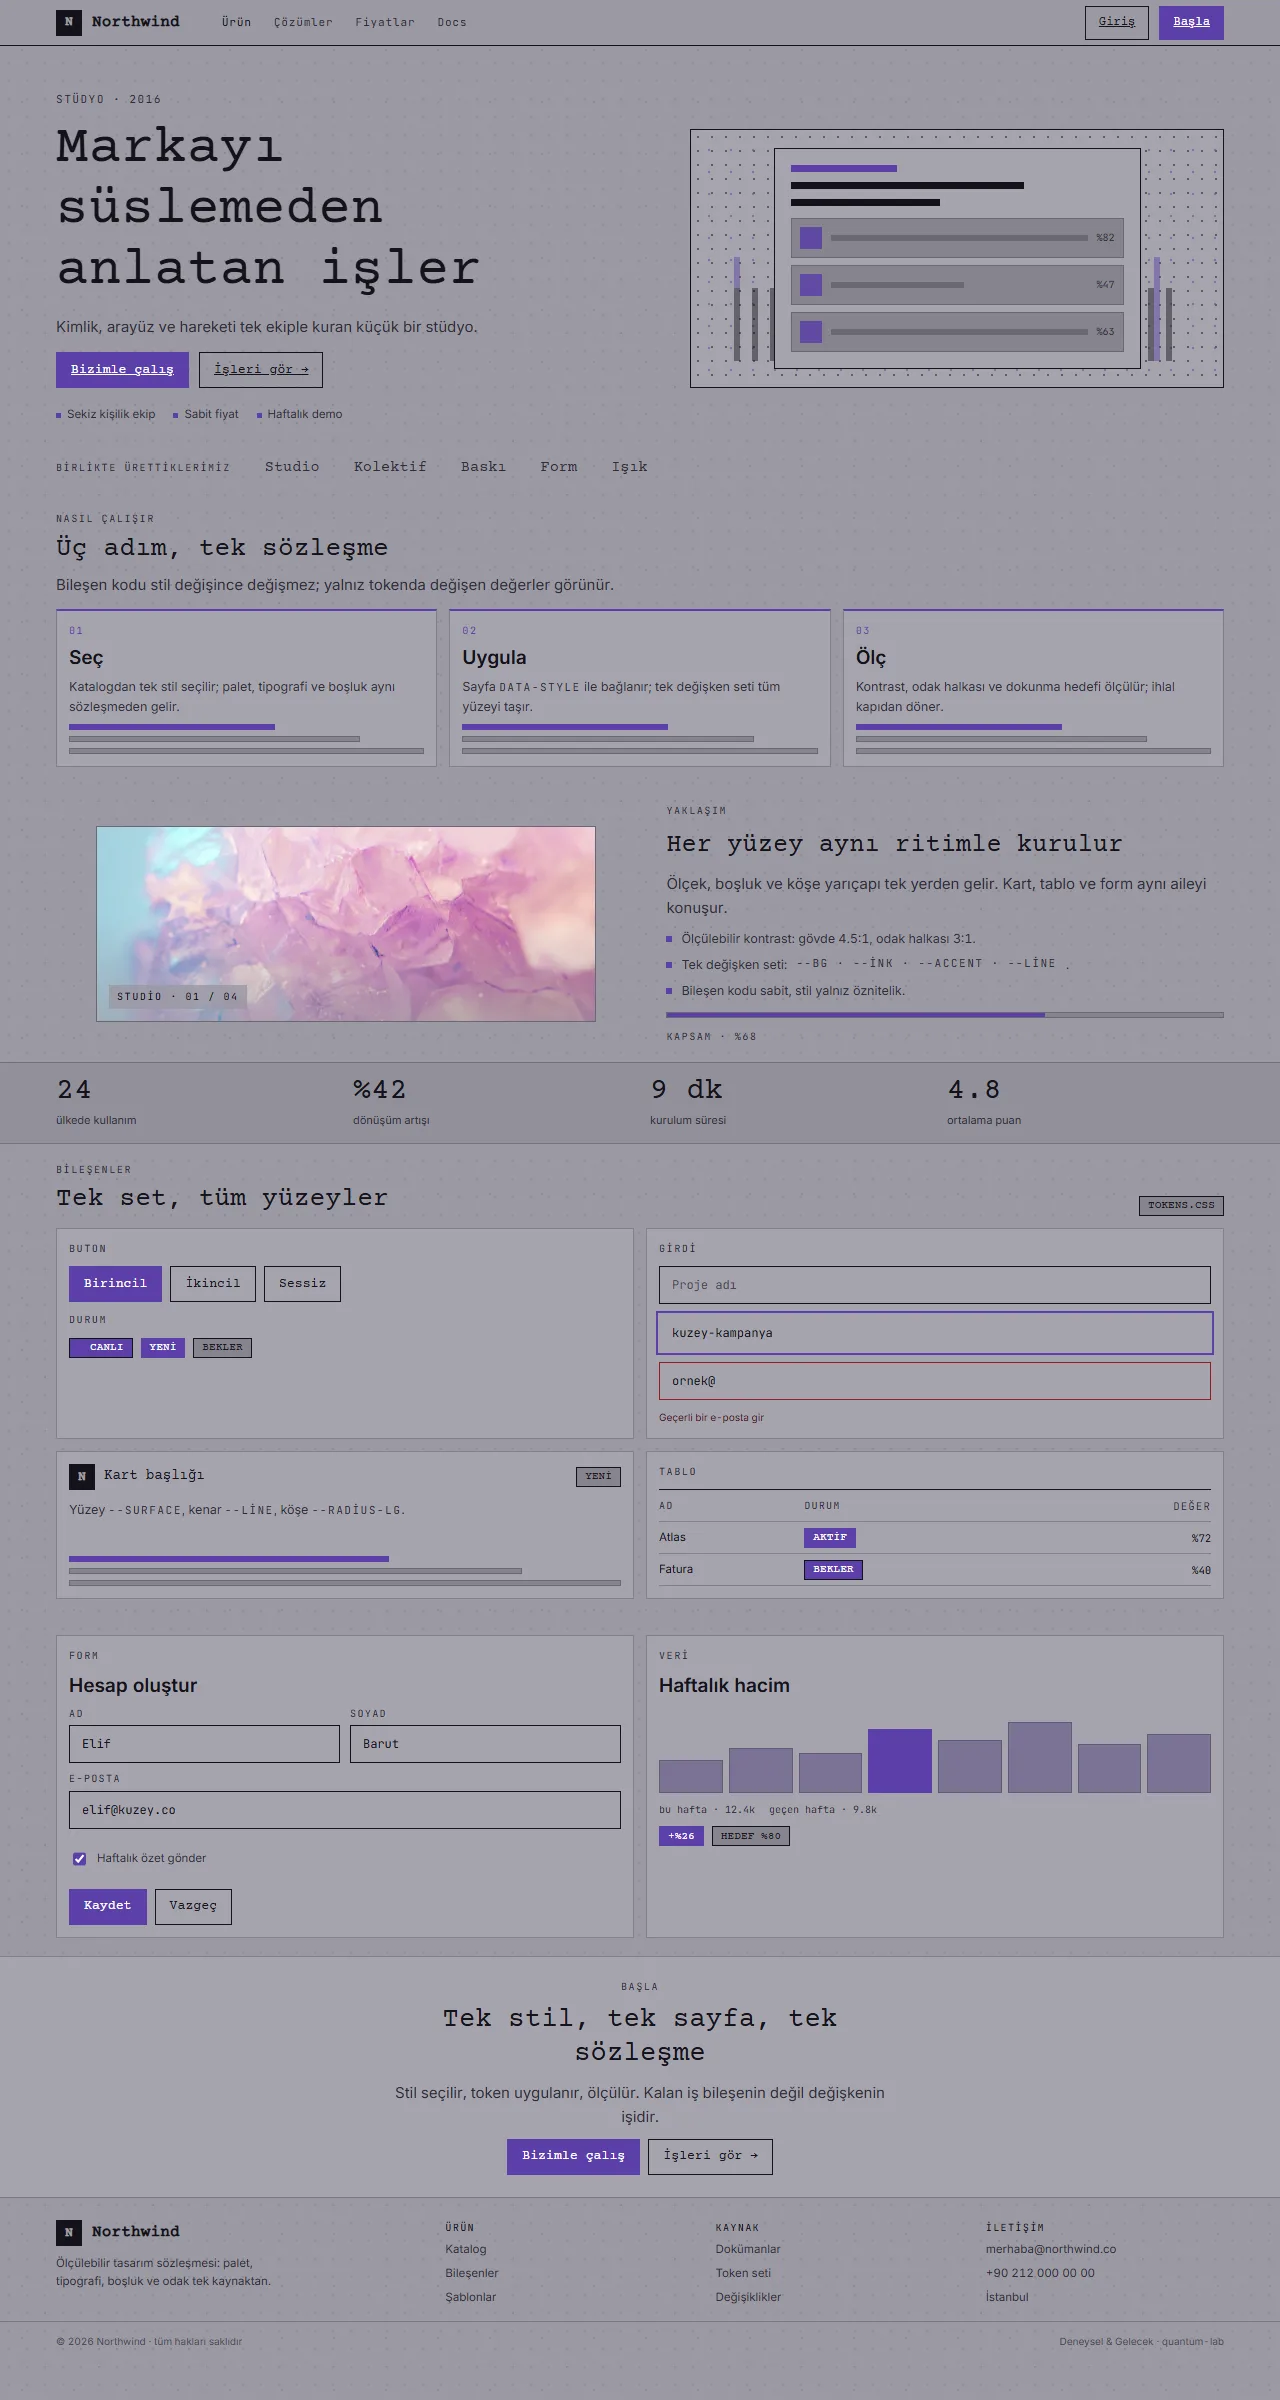 N Northwind Ürün Çözümler Fiyatlar Docs Giriş Başla
STÜDYO · 2016
Markayı
süslemeden
anlatan işler
Kimlik, arayüz ve hareketi tek ekiple kuran küçük bir stüdyo.
Bizimle çalış İşleri gör →
Sekiz kişilik ekip Sabit fiyat Haftalık demo
%82
%47
%63
BİRLİKTE ÜRETTİKLERİMİZ Studio Kolektif Baskı Form Işık
NASIL ÇALIŞIR
Üç adım, tek sözleşme
Bileşen kodu stil değişince değişmez; yalnız tokenda değişen değerler görünür.
01
Seç
Katalogdan tek stil seçilir; palet, tipografi ve boşluk aynı
sözleşmeden gelir.
02
Uygula
Sayfa DATA-STYLE ile bağlanır; tek değişken seti tüm
yüzeyi taşır.
03
Ölç
Kontrast, odak halkası ve dokunma hedefi ölçülür; ihlal
kapıdan döner.
STUDİO · 01 / 04
YAKLAŞIM
Her yüzey aynı ritimle kurulur
Ölçek, boşluk ve köşe yarıçapı tek yerden gelir. Kart, tablo ve form aynı aileyi
konuşur.
Ölçülebilir kontrast: gövde 4.5:1, odak halkası 3:1.
Tek değişken seti: --BG · --İNK · --ACCENT · --LİNE .
Bileşen kodu sabit, stil yalnız öznitelik.
KAPSAM · %68
24
ülkede kullanım
%42
dönüşüm artışı
9 dk
kurulum süresi
4.8
ortalama puan
BİLEŞENLER
Tek set, tüm yüzeyler
TOKENS.CSS
BUTON
Birincil İkincil Sessiz
DURUM
CANLI YENİ BEKLER
GİRDİ
Proje adı
kuzey-kampanya
ornek@
Geçerli bir e-posta gir
N Kart başlığı YENİ
Yüzey --SURFACE, kenar --LİNE, köşe --RADİUS-LG.
TABLO
AD DURUM DEĞER
Atlas AKTİF %72
Fatura BEKLER %40
FORM
Hesap oluştur
AD SOYAD
Elif Barut
E-POSTA
elif@kuzey.co
Haftalık özet gönder
Kaydet Vazgeç
VERİ
Haftalık hacim
bu hafta · 12.4k geçen hafta · 9.8k
+%26 HEDEF %80
BAŞLA
Tek stil, tek sayfa, tek
sözleşme
Stil seçilir, token uygulanır, ölçülür. Kalan iş bileşenin değil değişkenin
işidir.
Bizimle çalış İşleri gör →
N Northwind
Ölçülebilir tasarım sözleşmesi: palet,
tipografi, boşluk ve odak tek kaynaktan.
ÜRÜN
Katalog
Bileşenler
Şablonlar
KAYNAK
Dokümanlar
Token seti
Değişiklikler
İLETİŞİM
merhaba@northwind.co
+90 212 000 00 00
İstanbul
© 2026 Northwind · tüm hakları saklıdır
Deneysel & Gelecek · quantum-lab